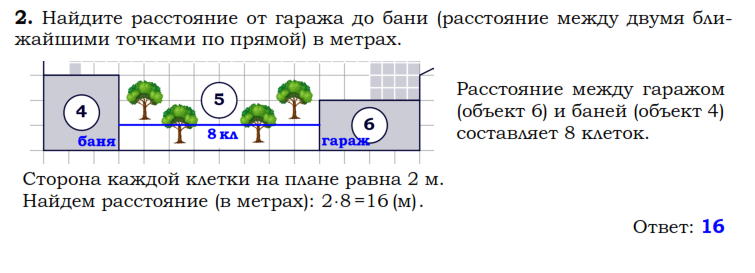 2. Найдите расстояние от гаража до бани (расстояние между двумя бли-
жайшими точками по прямой) в метрах.
4
5
6
баня
8 кл
гараж
Расстояние между гаражом
(объект 6) и баней (объект 4)
составляет 8 клеток.
Сторона каждой клетки на плане равна 2 м.
Найдем расстояние (в метрах): 2·8=16 (м).
Ответ: 16